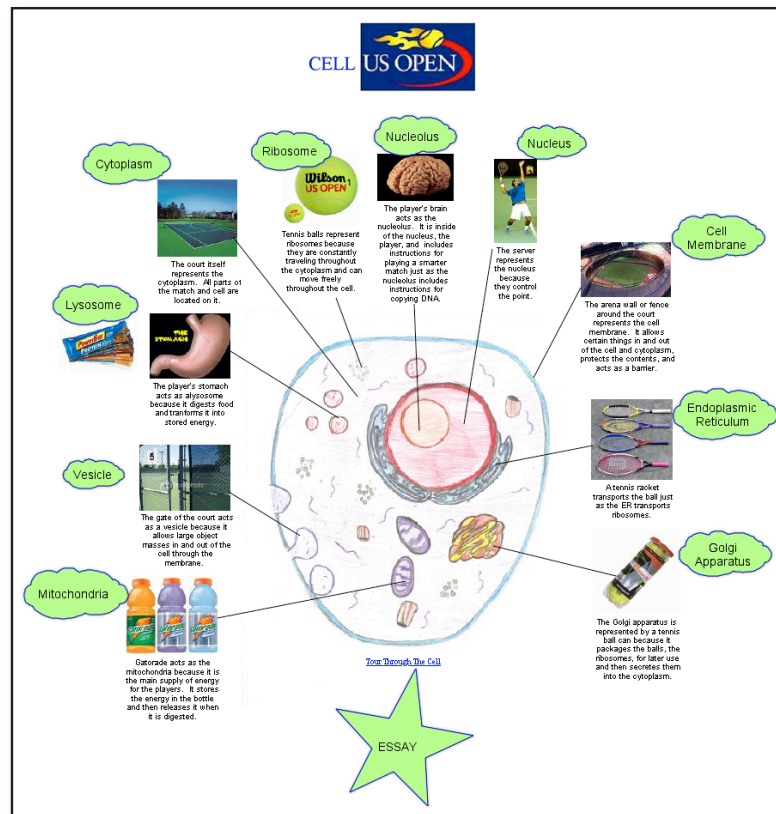 CELL US OPEN
Nucleolus
Nucleus
Ribosome
Cytoplasm
Wilson
US OPEN
1
The player's brain
acts as the
nucleolus. It is inside
of the nucleus, the
player, and includes
instructions for
playing a smarter
match just as the
nucleolus includes
instructions for
copying DNA.
Tennis balls represent
ribosomes because
they are constantly
traveling throughout
the cytoplasm and can
move freely
throughout the cell.
The server
represents
the nucleus
because
they control
the point.
Cell
Membrane
The court itself
represents the
cytoplasm. All parts of
the match and cell are
located on it.
The arena wall or fence
around the court
represents the cell
membrane. It allows
certain things in and out
of the cell and cytoplasm,
protects the contents, and
acts as a barrier.
Lysosome
THE
STOMACH
The player's stomach
acts as alysosome
because it digests food
and tranforms it into
stored energy.
Endoplasmic
Reticulum
A tennis racket
transports the ball just
as the ER transports
ribosomes.
Vesicle
5
The gate of the court acts
as a vesicle because it
allows large object
masses in and out of the
cell through the
membrane.
Golgi
Apparatus
The Golgi apparatus is
represented by a tennis
ball can because it
packages the balls, the
ribosomes, for later use
and then secretes them
into the cytoplasm.
Mitochondria
Gatorade acts as the
mitochondria because it is
the main supply of energy
for the players. It stores
the energy in the bottle
and then releases it when
it is digested.
Tour Through The Cell
ESSAY